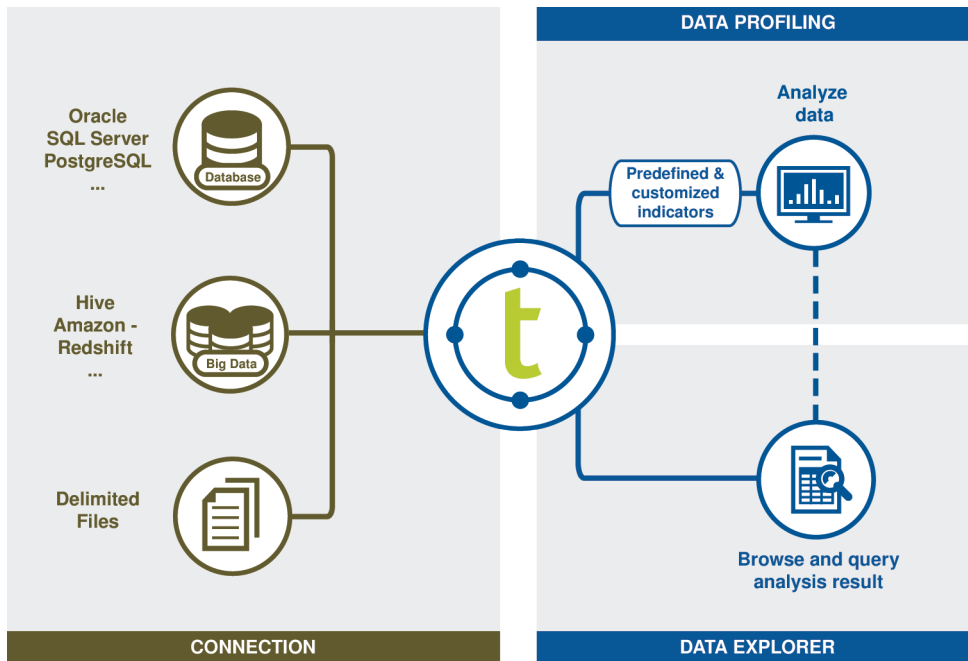 DATA PROFILING
Oracle
SQL Server
PostgreSQL
...
Database
Analyze
data
Predefined &
customized
indicators
Hive
Amazon -
Redshift
...
Big Data
t
Delimited
Files
Browse and query
analysis result
CONNECTION
DATA EXPLORER